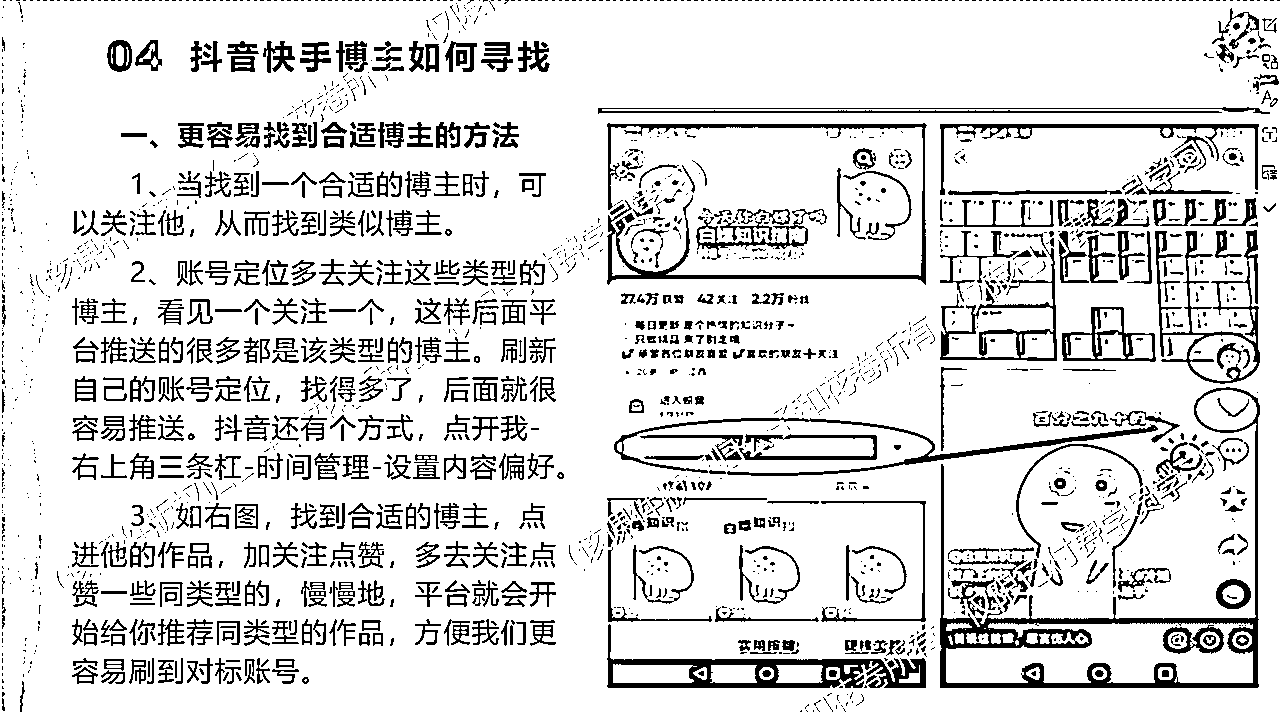 04 抖音快手博主如何寻找
一、更容易找到合适博主的方法
1、当找到一个合适的博主时，可
以关注他，从而找到类似博主。
2、账号定位多去关注这些类型的
博主，看见一个关注一个，这样后面平
台推送的很多都是该类型的博主。刷新
自己的账号定位，找得多了，后面就很
容易推送。抖音还有个方式，点开我-
右上角三条杠-时间管理-设置内容偏好。
3、如右图，找到合适的博主，点
进他的作品，加关注点赞，多去关注点
赞一些同类型的，慢慢地，平台就会开
始给你推荐同类型的作品，方便我们更
容易刷到对标账号。
白嫖知识指南
27.4万 获赞 42 关注 2.2万 粉丝
百分之九十的
知识
知识
实用按键